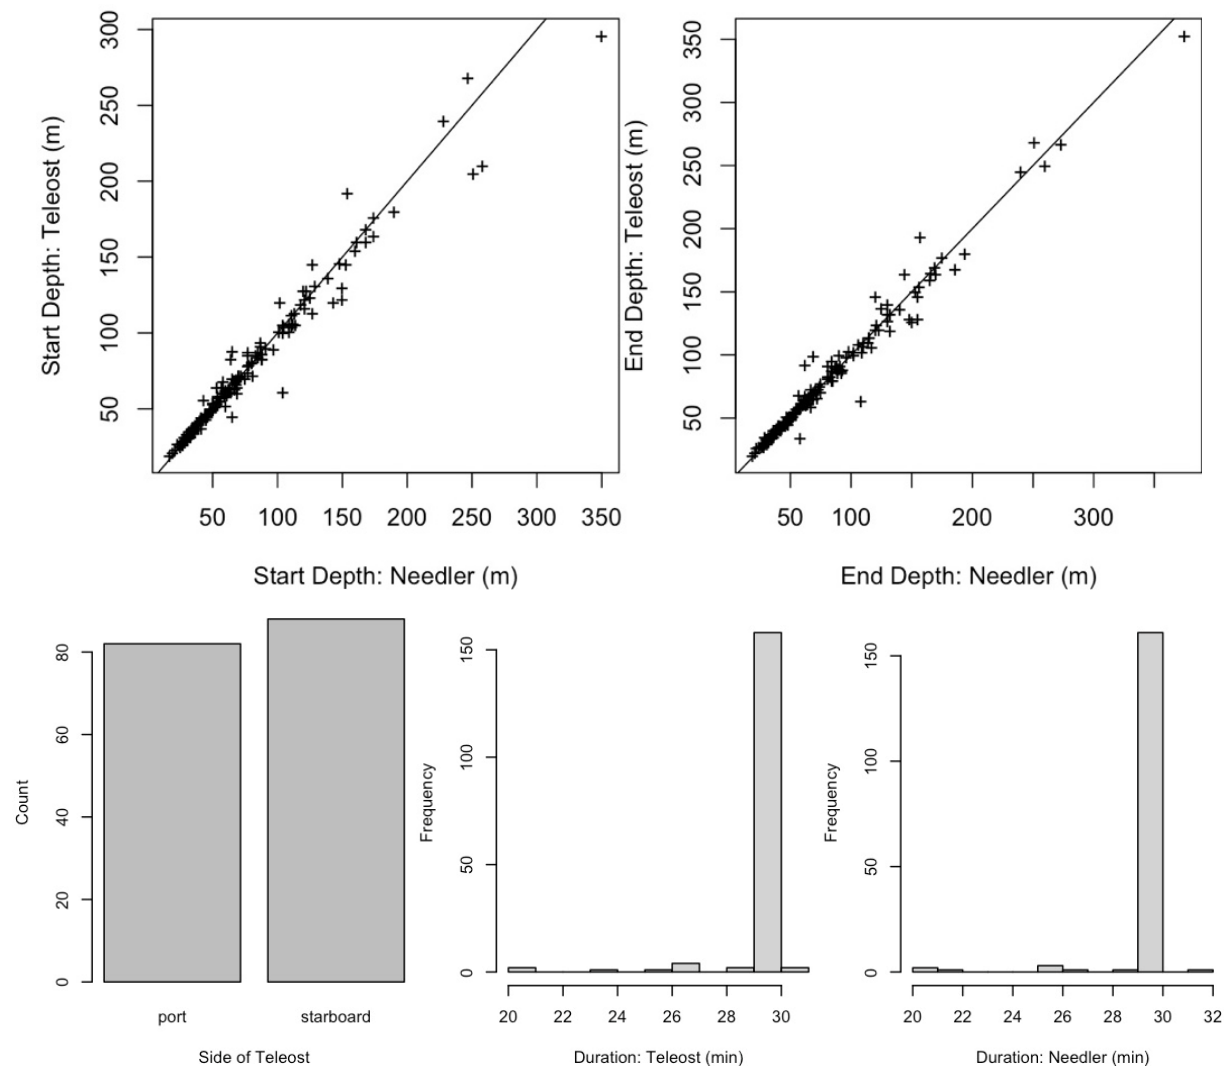 300
250
200
150
100
50
Start Depth: Teleost (m)
50 100 150 200 250 300 350
Start Depth: Needler (m)
350
300
250
200
150
100
50
End Depth: Teleost (m)
50 100 200 300
End Depth: Needler (m)
80
60
40
20
0
Count
port starboard
Side of Teleost
150
100
50
0
Frequency
20 22 24 26 28 30
Duration: Teleost (min)
150
100
50
0
Frequency
20 22 24 26 28 30 32
Duration: Needler (min)